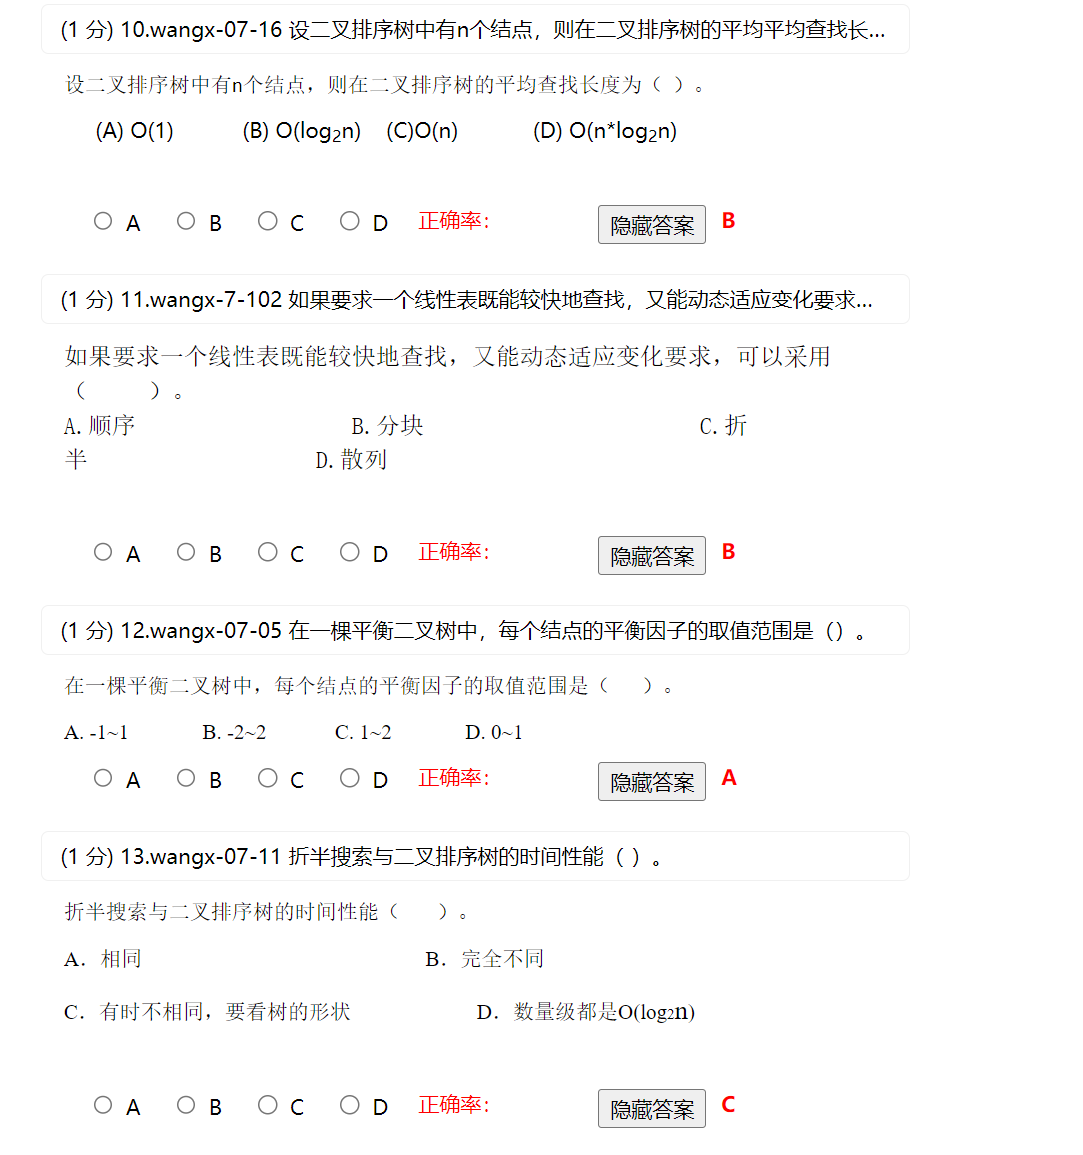 (1 分) 10.wangx-07-16 设二叉排序树中有n个结点，则在二叉排序树的平均平均查找长...
设二叉排序树中有n个结点，则在二叉排序树的平均查找长度为（ ）。
(A) O(1) (B) O(log₂n) (C)O(n) (D) O(n*log₂n)
A B C D 正确率: 隐藏答案 B
(1 分) 11.wangx-7-102 如果要求一个线性表既能较快地查找，又能动态适应变化要求...
如果要求一个线性表既能较快地查找，又能动态适应变化要求，可以采用
（ ）。
A.顺序 B.分块 C.折
半 D.散列
A B C D 正确率: 隐藏答案 B
(1 分) 12.wangx-07-05 在一棵平衡二叉树中，每个结点的平衡因子的取值范围是（）。
在一棵平衡二叉树中，每个结点的平衡因子的取值范围是（ ）。
A. -1~1 B. -2~2 C. 1~2 D. 0~1
A B C D 正确率: 隐藏答案 A
(1 分) 13.wangx-07-11 折半搜索与二叉排序树的时间性能（ ）。
折半搜索与二叉排序树的时间性能（ ）。
A．相同 B．完全不同
C．有时不相同，要看树的形状 D．数量级都是O(log₂n)
A B C D 正确率: 隐藏答案 C